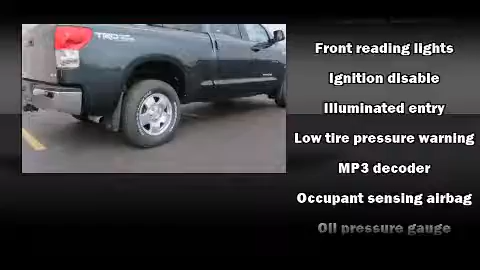 TRD
Front reading lights
Ignition disable
Illuminated entry
Low tire pressure warning
MP3 decoder
Occupant sensing airbag
Oil pressure gauge